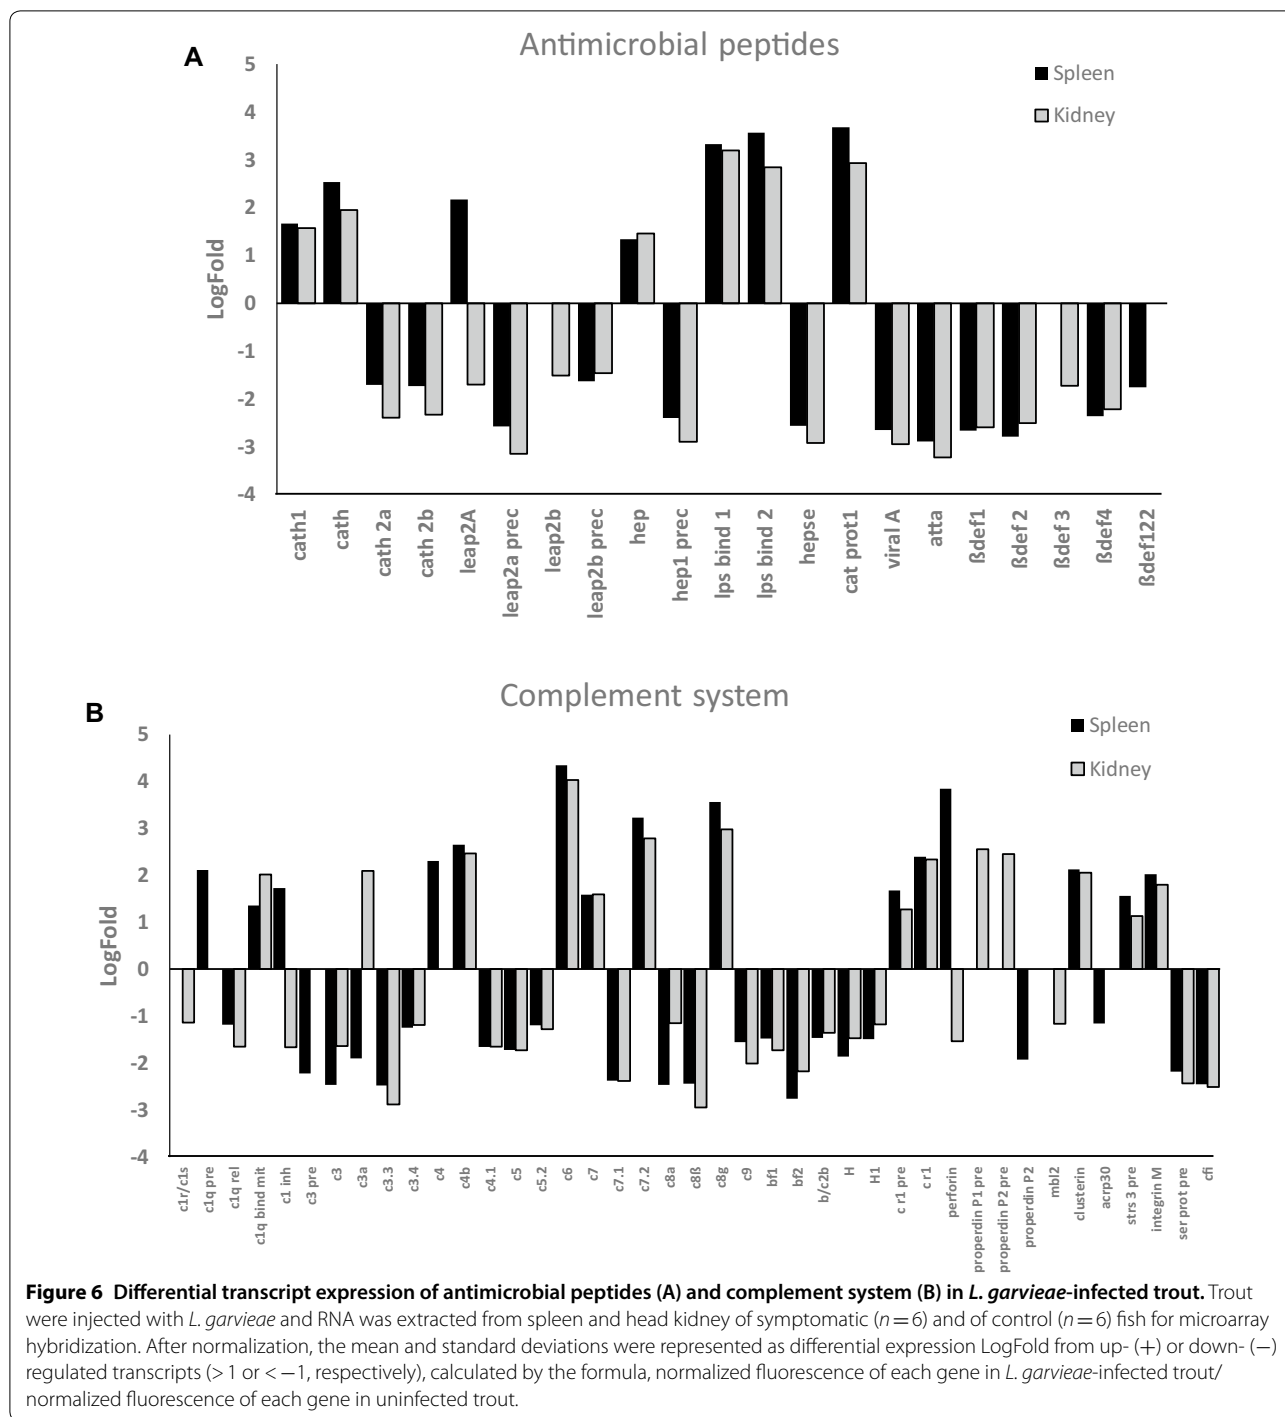 A
Antimicrobial peptides
Spleen
Kidney
LogFold
5
4
3
2
1
0
-1
-2
-3
-4
cath1
cath
cath 2a
cath 2b
leap2A
leap2a prec
leap2b
leap2b prec
hep
hep1 prec
lps bind 1
lps bind 2
hepse
cat prot1
viral A
atta
ßdef1
ßdef 2
ßdef 3
ßdef4
ßdef122
B
Complement system
Spleen
Kidney
LogFold
5
4
3
2
1
0
-1
-2
-3
-4
c1r/c1s
c1q pre
c1q rel
c1q bind mit
c1 inh
c3 pre
c3
c3a
c3.3
c3.4
c4
c4b
c4.1
c5
c5.2
c6
c7
c7.1
c7.2
c8a
c8ß
c8g
c9
bf1
bf2
b/c2b
H
H1
c r1 pre
c r1
perforin
properdin P1 pre
properdin P2 pre
properdin P2
mbl2
clusterin
acrp30
strs 3 pre
integrin M
ser prot pre
cfi
Figure 6 Differential transcript expression of antimicrobial peptides (A) and complement system (B) in L. garvieae-infected trout. Trout
were injected with L. garvieae and RNA was extracted from spleen and head kidney of symptomatic (n = 6) and of control (n = 6) fish for microarray
hybridization. After normalization, the mean and standard deviations were represented as differential expression LogFold from up- (+) or down- (−)
regulated transcripts (> 1 or < −1, respectively), calculated by the formula, normalized fluorescence of each gene in L. garvieae-infected trout/
normalized fluorescence of each gene in uninfected trout.